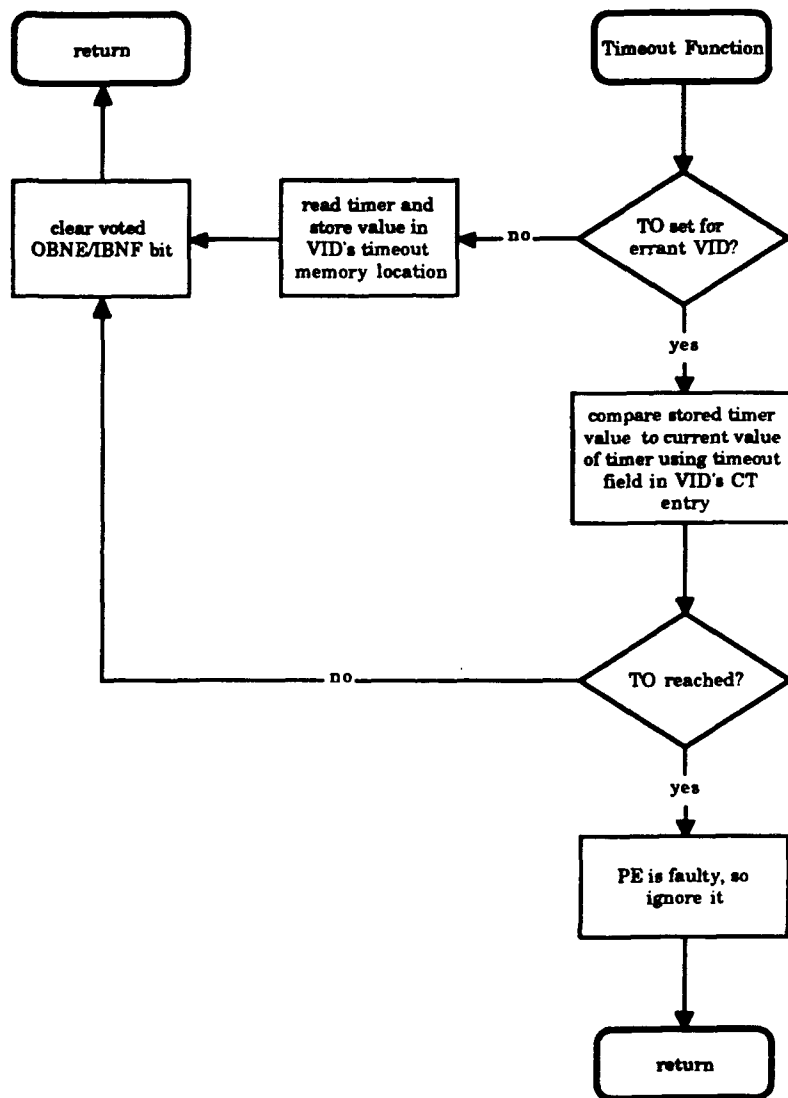 return
Timeout Function
clear voted
OBNE/IBNF bit
read timer and
store value in
VID's timeout
memory location
no
TO set for
errant VID?
yes
compare stored timer
value to current value
of timer using timeout
field in VID's CT
entry
no
TO reached?
yes
PE is faulty, so
ignore it
return